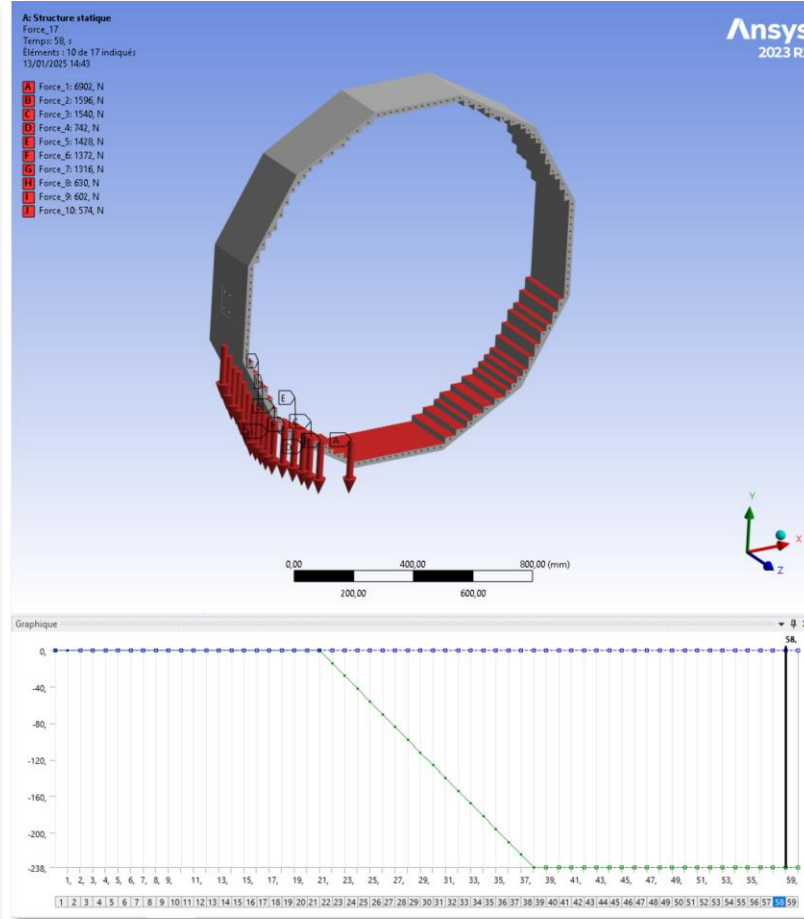 A: Structure statique
Force_17
Temps: 58, s
Éléments : 10 de 17 indiqués
13/01/2025 14:43
A Force_1: 6902, N
B Force_2: 1596, N
C Force_3: 1540, N
D Force_4: 742, N
E Force_5: 1428, N
F Force_6: 1372, N
G Force_7: 1316, N
H Force_8: 630, N
I Force_9: 602, N
J Force_10: 574, N
Ansys
2023 R
E
A
Y
X
Z
0,00 400,00 800,00 (mm)
200,00 600,00
Graphique
58,
0,
-40,
-80,
-120,
-160,
-200,
-238,
1, 2, 3, 4, 5, 6, 7, 8, 9, 11, 13, 15, 17, 19, 21, 23, 25, 27, 29, 31, 33, 35, 37, 39, 41, 43, 45, 47, 49, 51, 53, 55, 59,
1 2 3 4 5 6 7 8 9 10 11 12 13 14 15 16 17 18 19 20 21 22 23 24 25 26 27 28 29 30 31 32 33 34 35 36 37 38 39 40 41 42 43 44 45 46 47 48 49 50 51 52 53 54 55 56 57 58 59